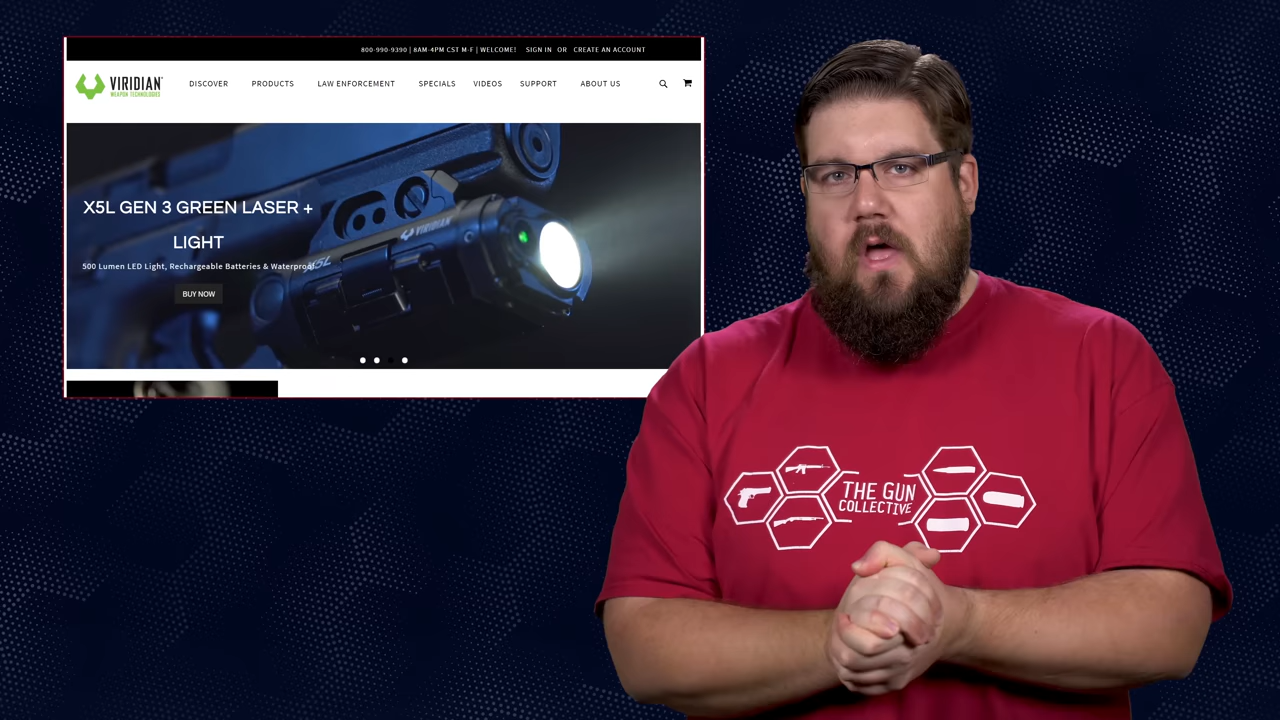 800-990-9390 | 8AM-4PM CST M-F | WELCOME! SIGN IN OR CREATE AN ACCOUNT
VIRIDIAN
WEAPON TECHNOLOGIES
DISCOVER PRODUCTS LAW ENFORCEMENT SPECIALS VIDEOS SUPPORT ABOUT US
X5L GEN 3 GREEN LASER +
LIGHT
500 Lumen LED Light, Rechargeable Batteries & Waterproof!
BUY NOW
VIRIDIAN
X5L
THE GUN
COLLECTIVE